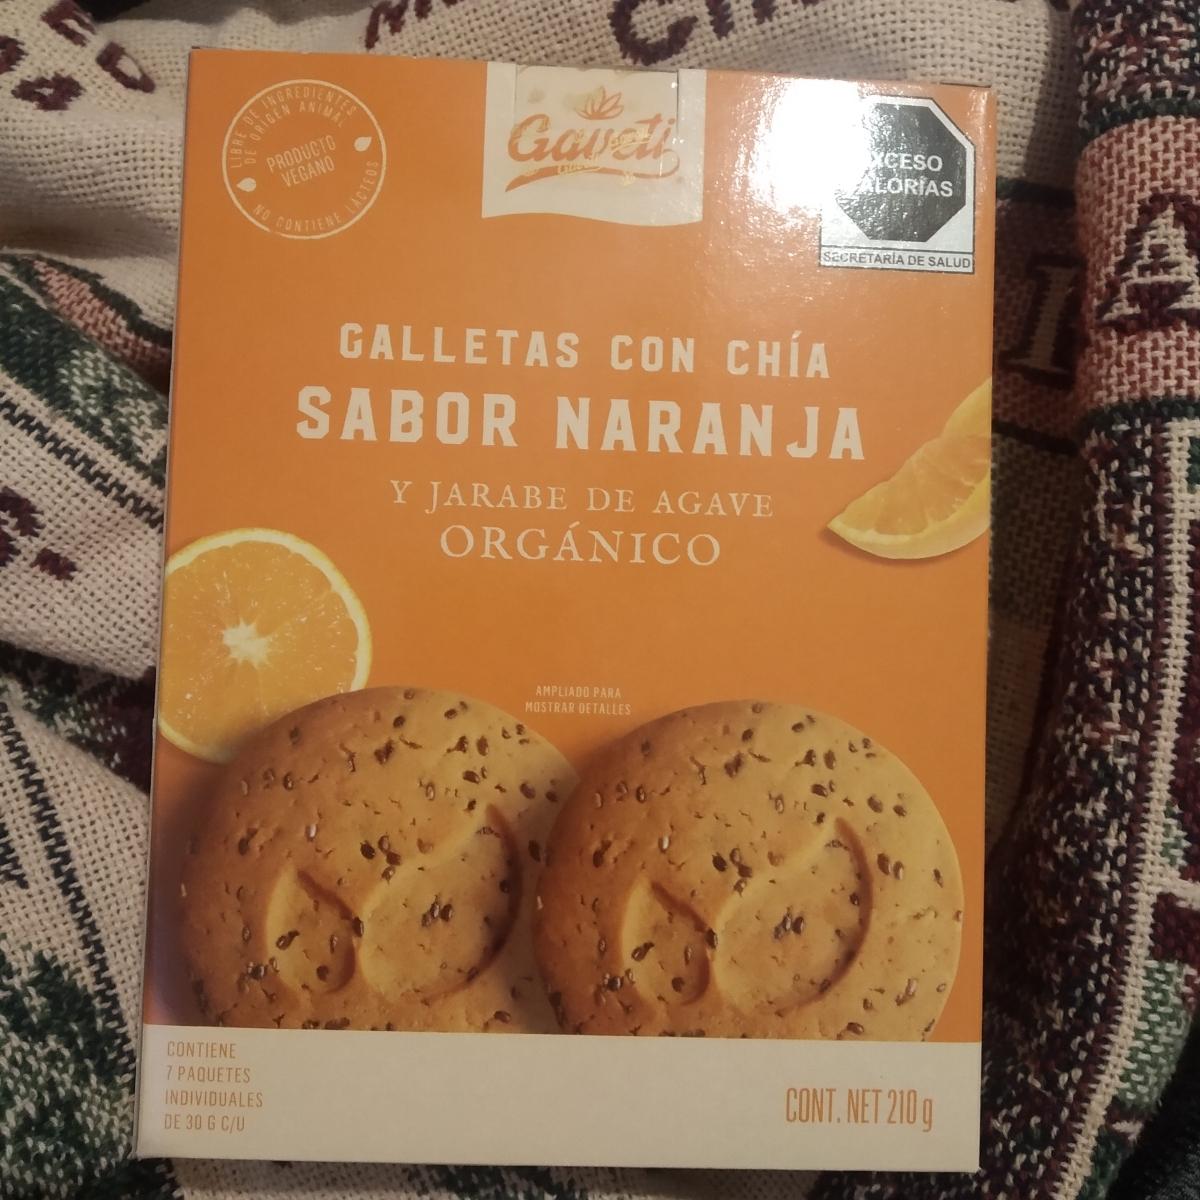 LIBRE DE INGREDIENTES
DE ORIGEN ANIMAL
PRODUCTO
VEGANO
NO CONTIENE LÁCTEOS
Gaveti
EXCESO
CALORÍAS
SECRETARÍA DE SALUD
GALLETAS CON CHÍA
SABOR NARANJA
Y JARABE DE AGAVE
ORGÁNICO
AMPLIADO PARA
MOSTRAR DETALLES
CONTIENE
7 PAQUETES
INDIVIDUALES
DE 30 G C/U
CONT. NET 210 g